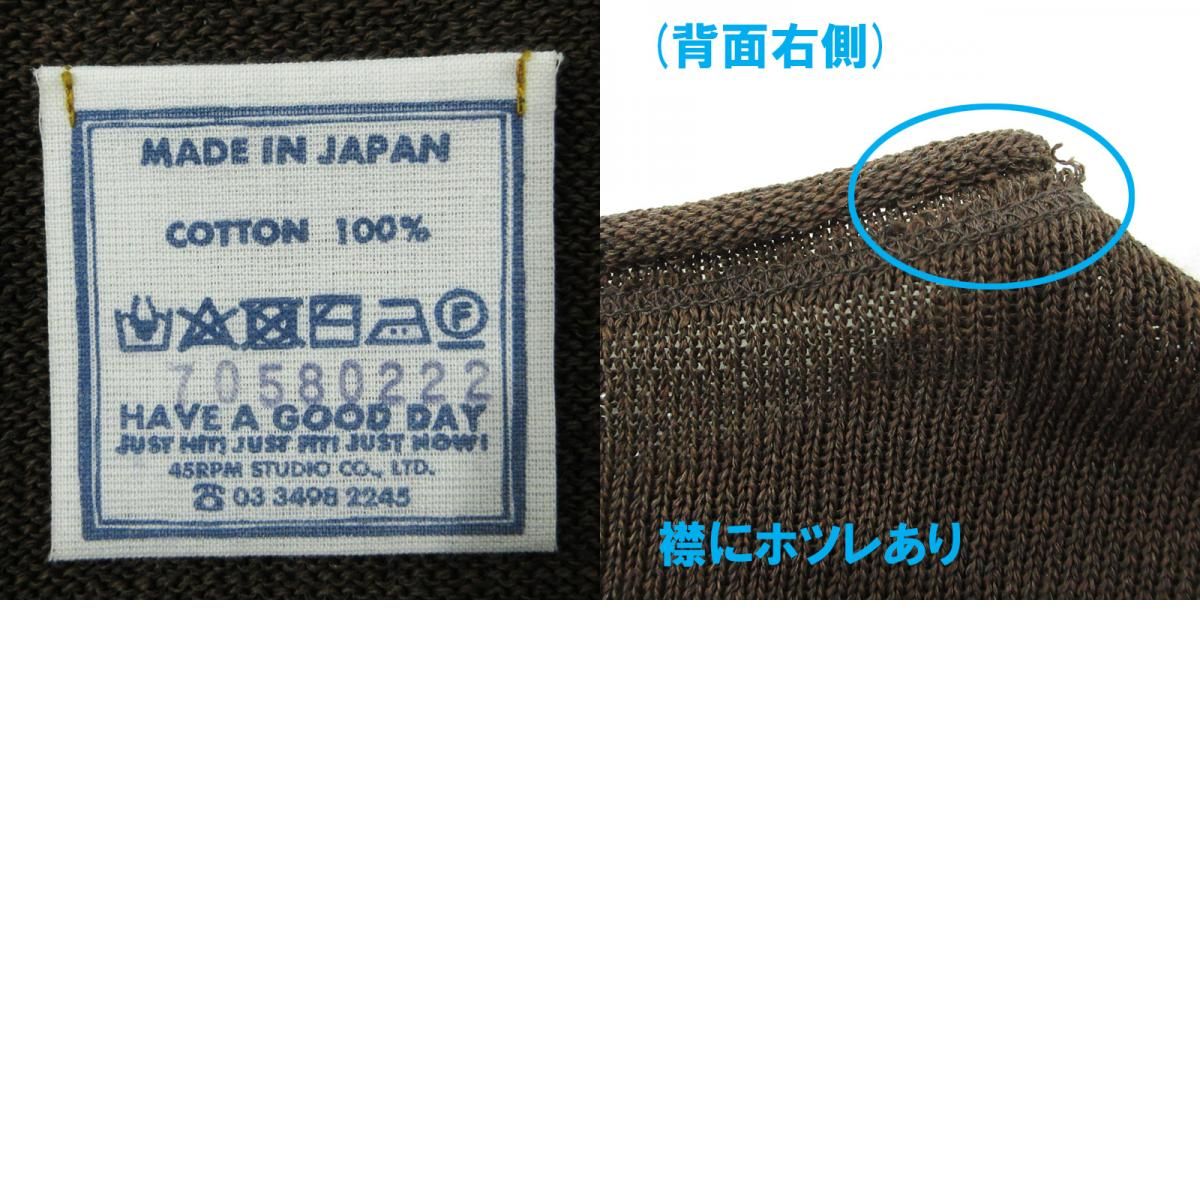 MADE IN JAPAN
COTTON 100%
F
70580222
HAVE A GOOD DAY
JUST HIT! JUST FIT! JUST NOW!
45RPM STUDIO CO., LTD.
☎ 03 3498 2245
(背面右側)
襟にホツレあり